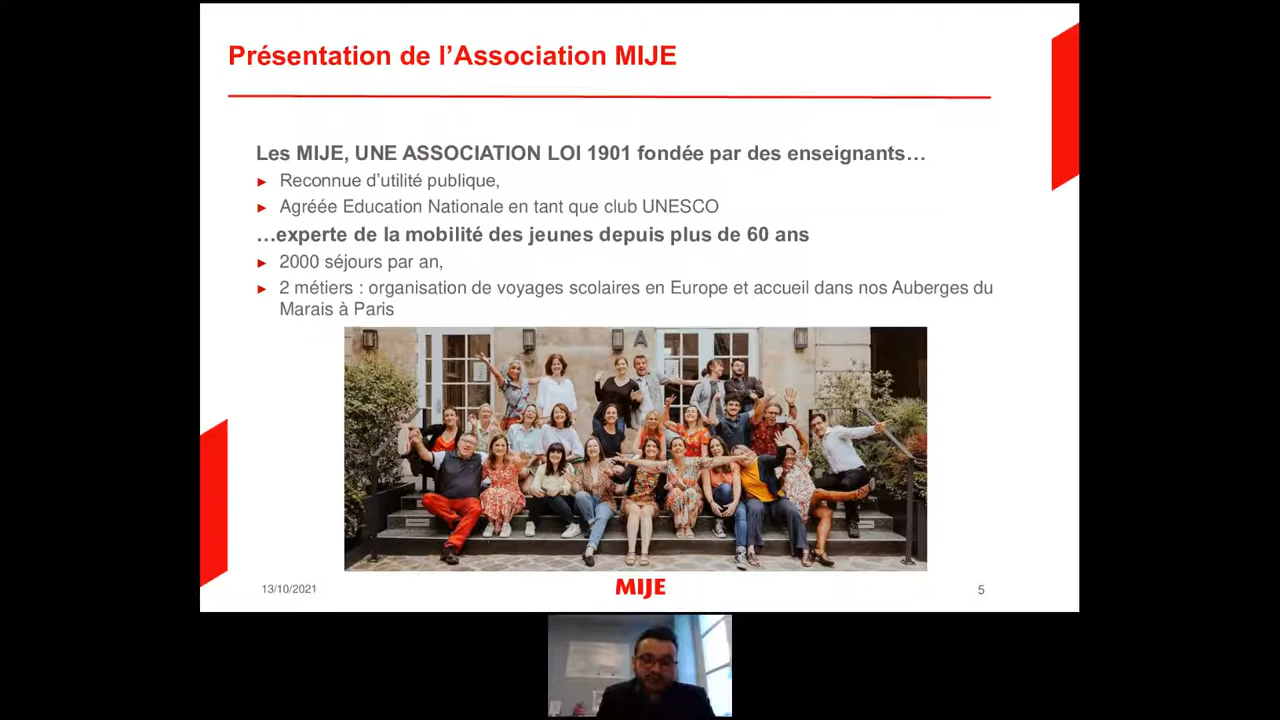 Présentation de l’Association MIJE
Les MIJE, UNE ASSOCIATION LOI 1901 fondée par des enseignants…
► Reconnue d’utilité publique,
► Agréée Education Nationale en tant que club UNESCO
…experte de la mobilité des jeunes depuis plus de 60 ans
► 2000 séjours par an,
► 2 métiers : organisation de voyages scolaires en Europe et accueil dans nos Auberges du
Marais à Paris
A
13/10/2021
MIJE
5